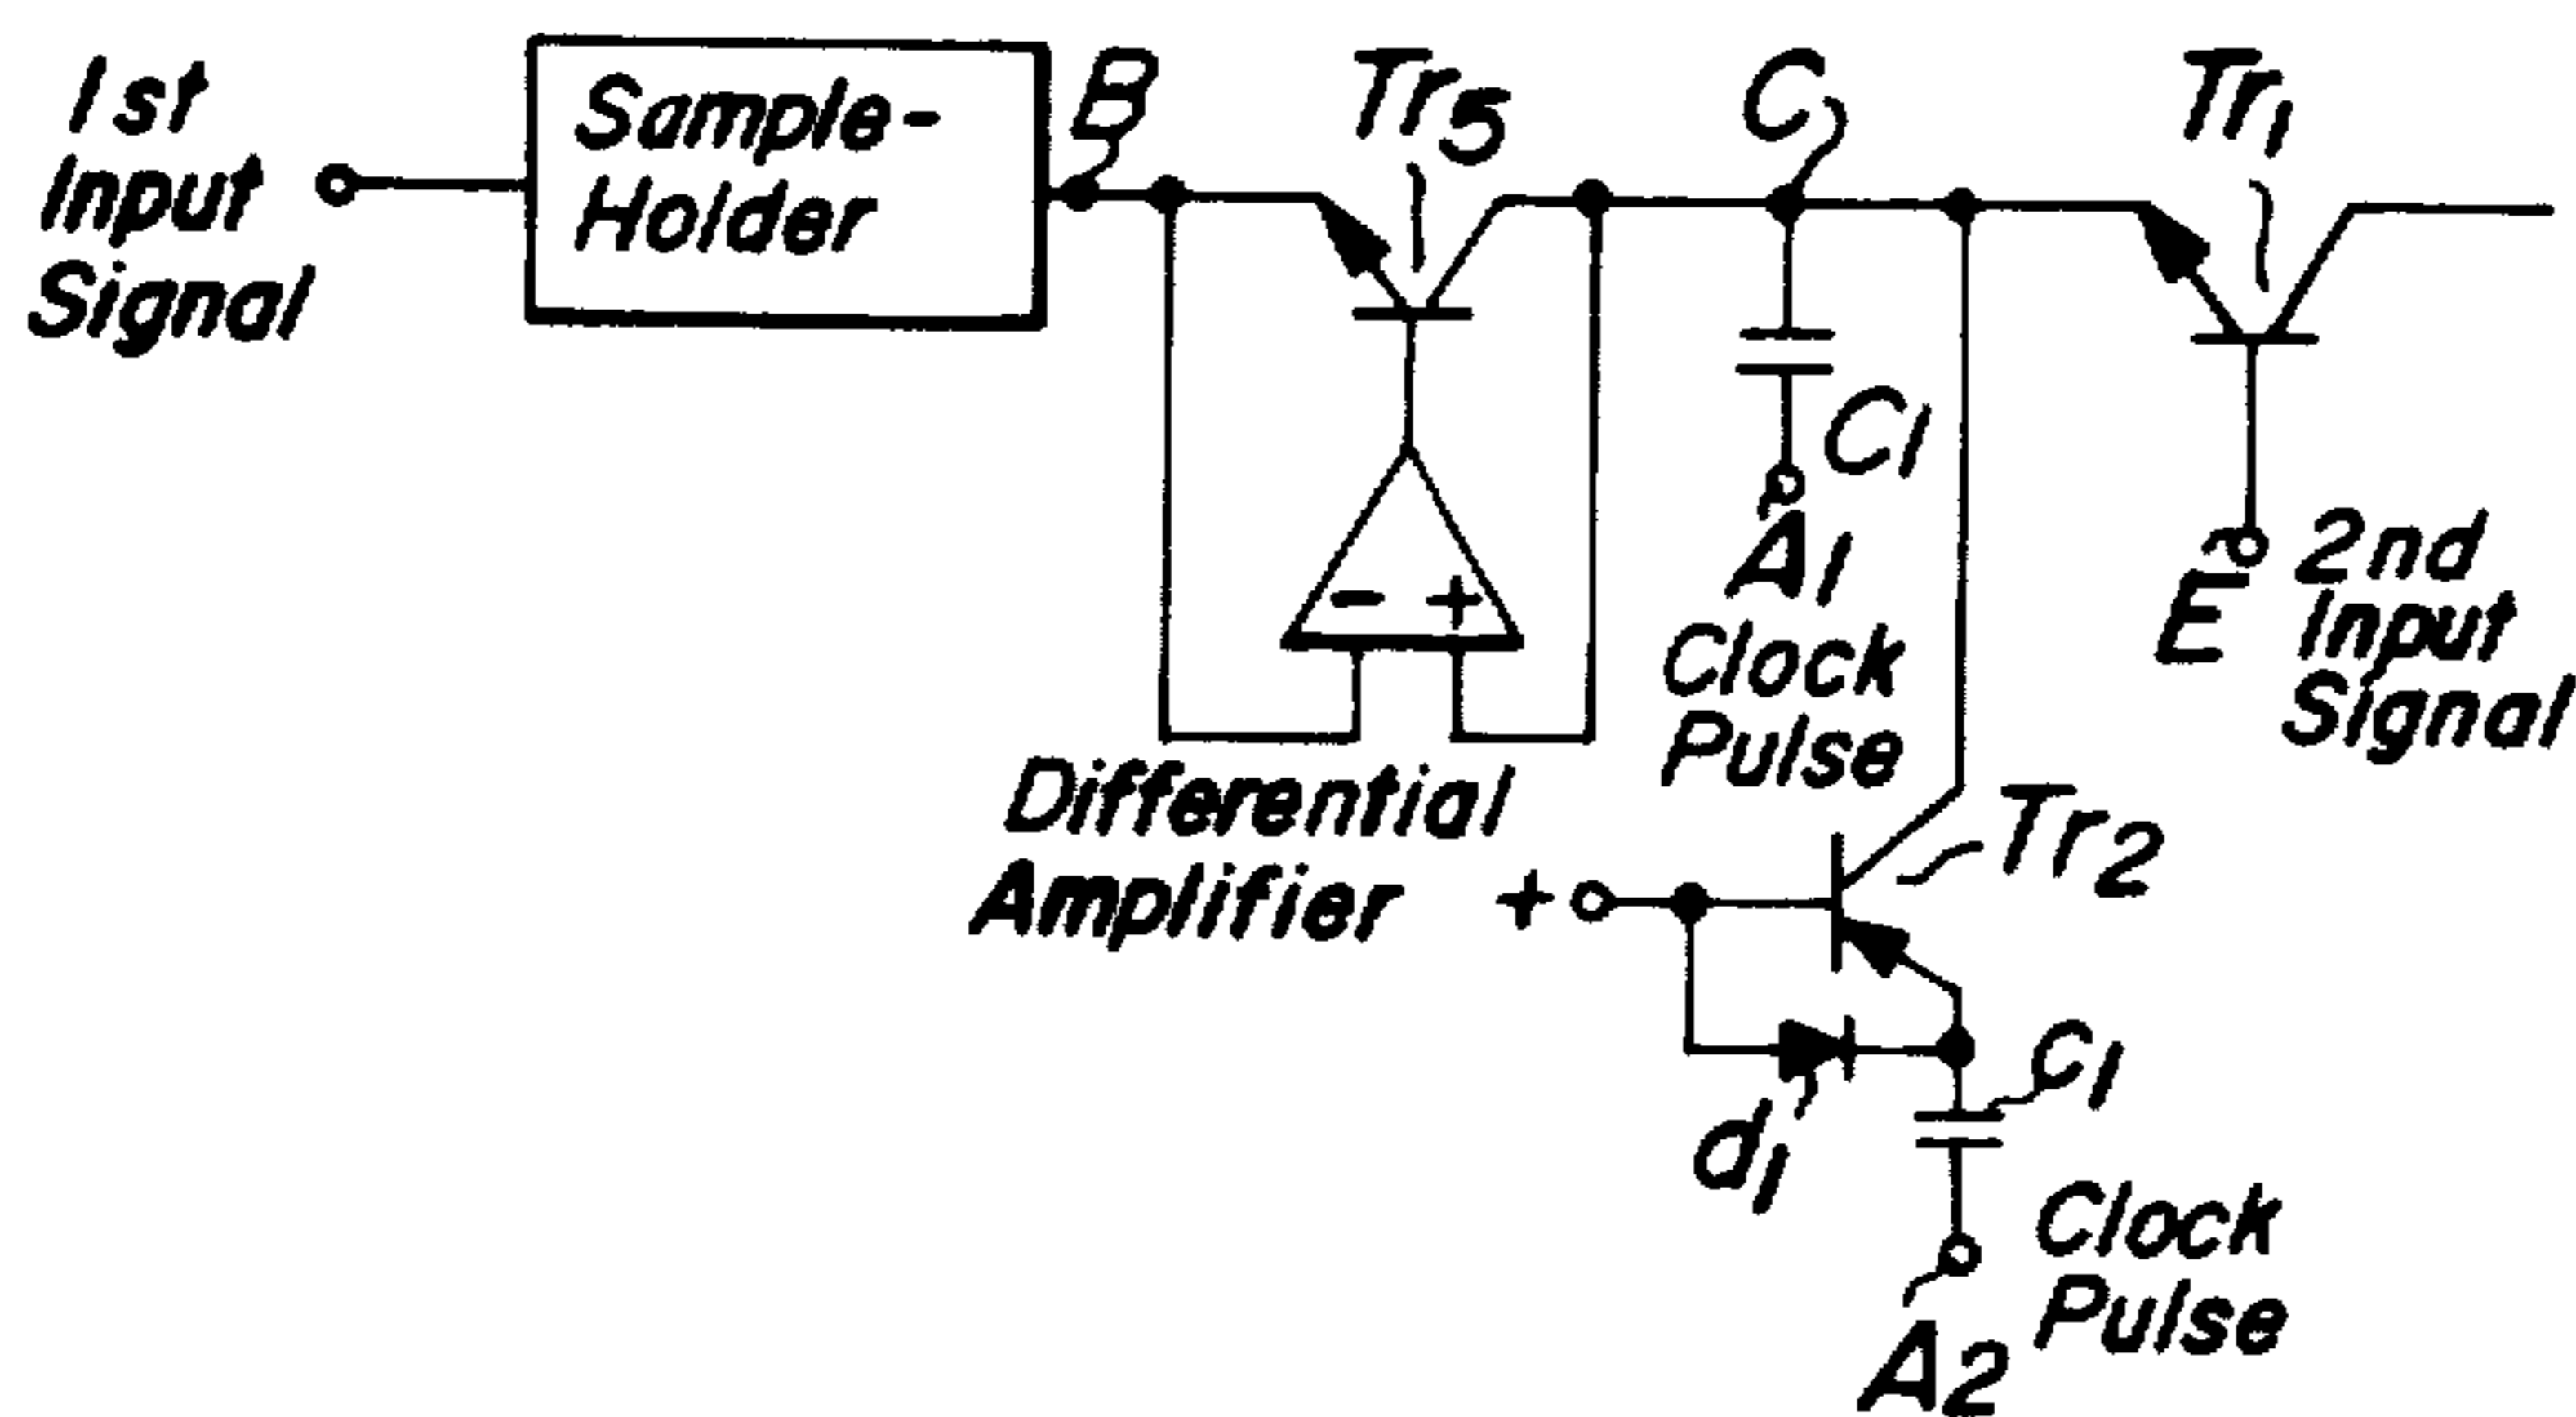 1st
Input
Signal
Sample-
Holder
B
Tr5
C
Tr1
C1
A1
Clock
Pulse
- +
E
2nd
Input
Signal
Differential
Amplifier
+
Tr2
d1
C1
Clock
Pulse
A2